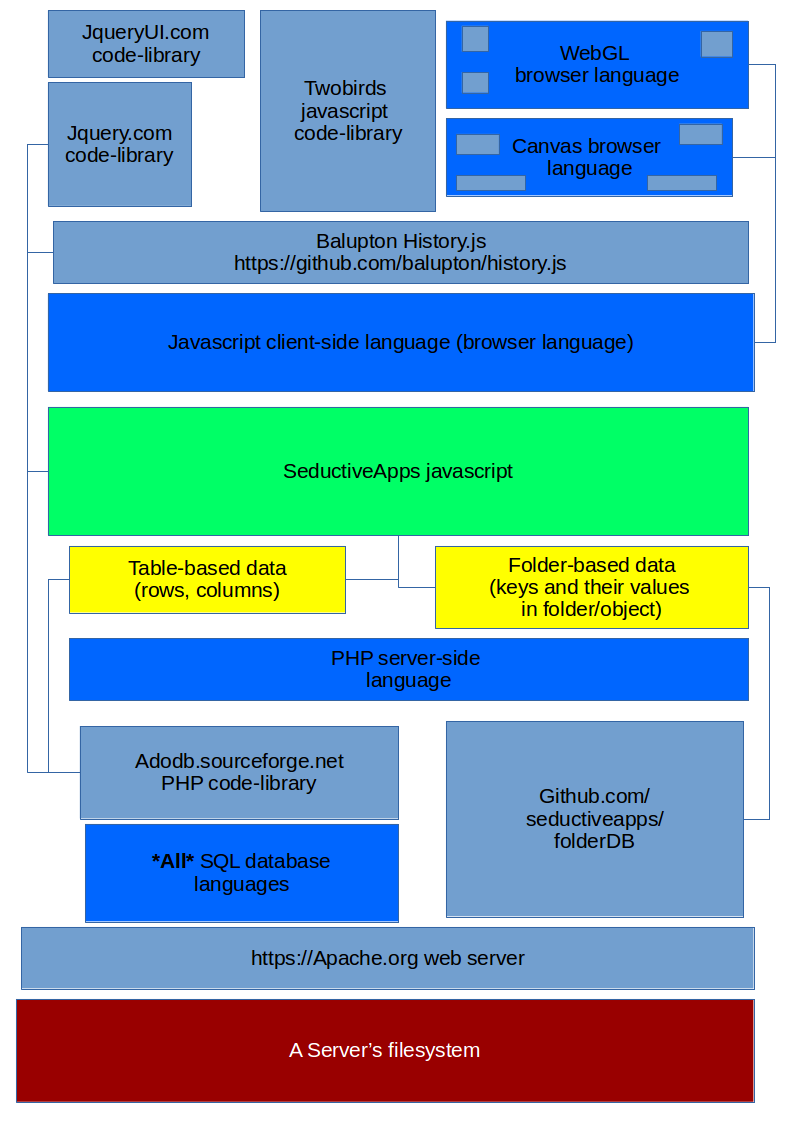 JqueryUI.com
code-library
Jquery.com
code-library
Twobirds
javascript
code-library
WebGL
browser language
Canvas browser
language
Balupton History.js
https://github.com/balupton/history.js
Javascript client-side language (browser language)
SeductiveApps javascript
Table-based data
(rows, columns)
Folder-based data
(keys and their values
in folder/object)
PHP server-side
language
Adodb.sourceforge.net
PHP code-library
*All* SQL database
languages
Github.com/
seductiveapps/
folderDB
https://Apache.org web server
A Server’s filesystem